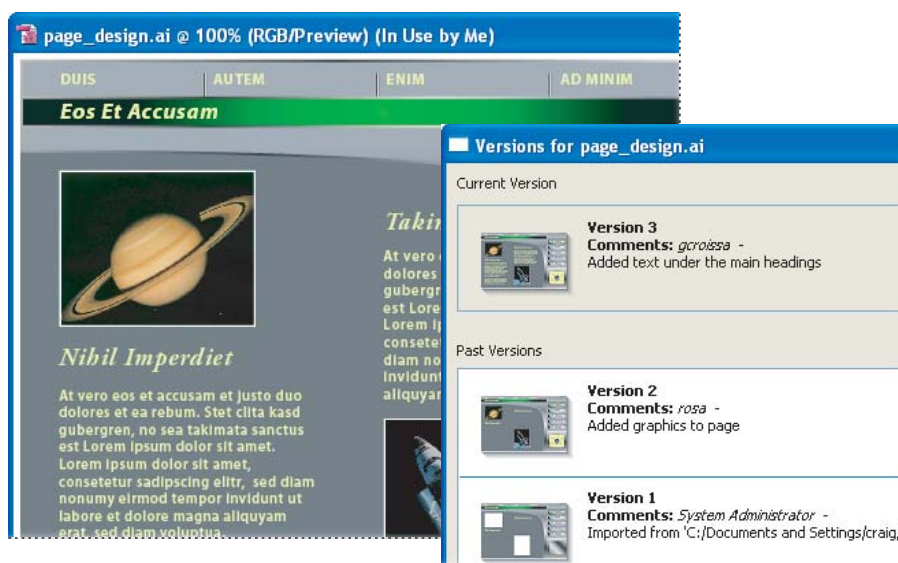 page_design.ai @ 100% (RGB/Preview) (In Use by Me)
DUIS AUTEM ENIM AD MINIM
Eos Et Accusam
Nihil Imperdiet
At vero eos et accusam et justo duo
dolores et ea rebum. Stet clita kasd
gubergren, no sea takimata sanctus
est Lorem ipsum dolor sit amet.
Lorem ipsum dolor sit amet,
consetetur sadipscing elitr, sed diam
nonumy eirmod tempor invidunt ut
labore et dolore magna aliquyam
erat, sed diam voluptua.
At vero
dolores
est Lore
diam no
invidunt
aliquyar
Versions for page_design.ai
Current Version
Version 3
Comments: gcroissa -
Added text under the main headings
Past Versions
Version 2
Comments: rosa -
Added graphics to page
Version 1
Comments: System Administrator -
Imported from 'C:/Documents and Settings/craig,